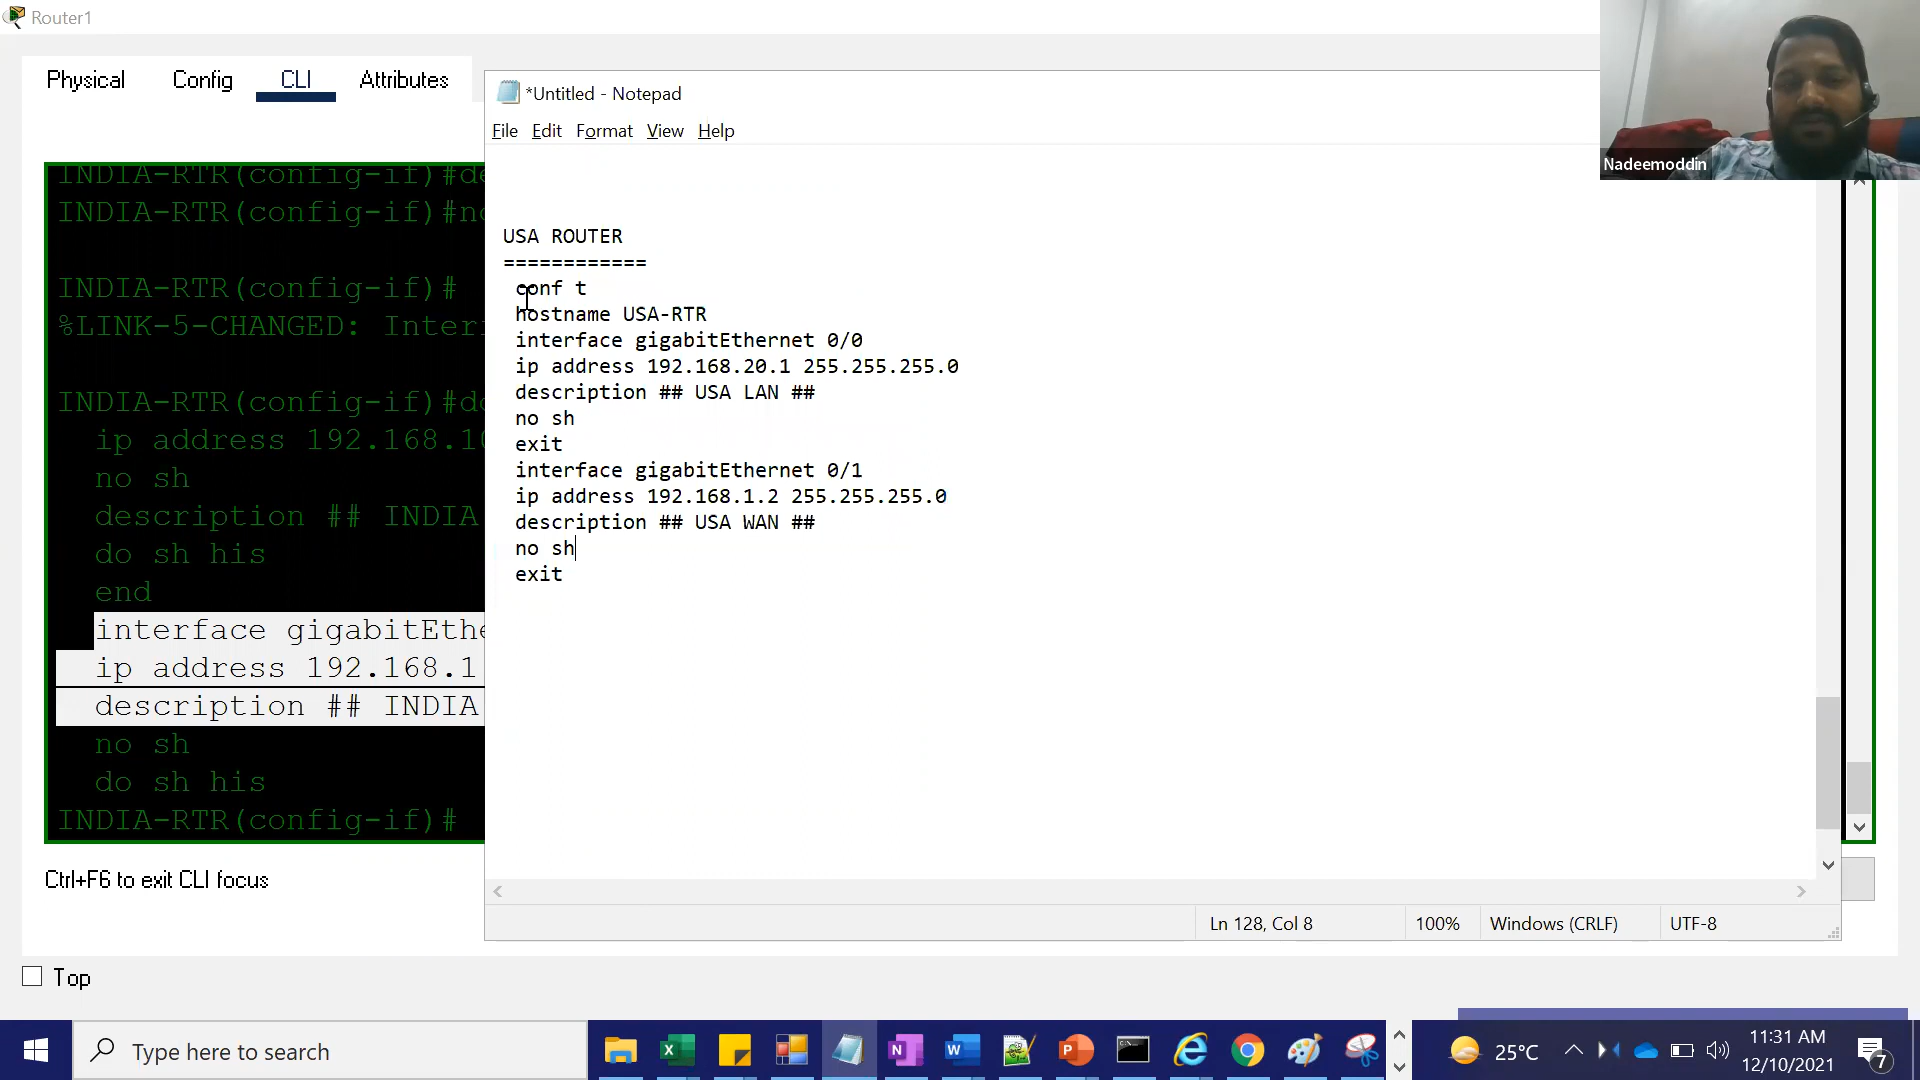 Router1
Physical Config CLI Attributes
INDIA-RTR(config-if)#
INDIA-RTR(config-if)#
INDIA-RTR(config-if)#
%LINK-5-CHANGED:
INDIA-RTR(config-if)#
ip address
no sh
description ## INDIA
do sh his
end
interface
ip address 192.168.1
description ## INDIA
no sh
do sh his
INDIA-RTR(config-if)#
Ctrl+F6 to exit CLI focus
Top
*Untitled - Notepad
File Edit Format View Help
USA ROUTER
============
conf t
hostname USA-RTR
interface gigabitEthernet 0/0
ip address 192.168.20.1 255.255.255.0
description ## USA LAN ##
no sh
exit
interface gigabitEthernet 0/1
ip address 192.168.1.2 255.255.255.0
description ## USA WAN ##
no sh
exit
Ln 128, Col 8 100% Windows (CRLF) UTF-8
Nadeemoddin
Type here to search
25°C
11:31 AM
12/10/2021
7